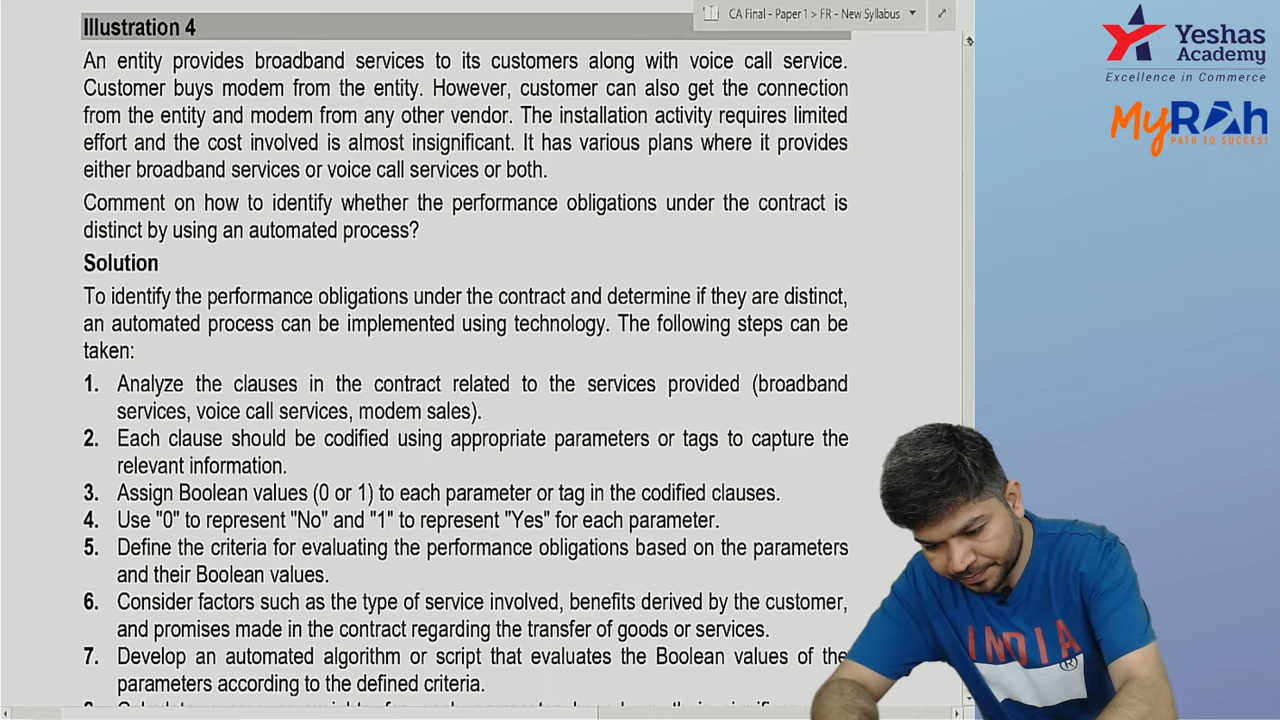 Illustration 4
CA Final - Paper 1 > FR - New Syllabus
Yeshas
Academy
Excellence in Commerce
MyRAh
PATH TO SUCCESS
An entity provides broadband services to its customers along with voice call service.
Customer buys modem from the entity. However, customer can also get the connection
from the entity and modem from any other vendor. The installation activity requires limited
effort and the cost involved is almost insignificant. It has various plans where it provides
either broadband services or voice call services or both.
Comment on how to identify whether the performance obligations under the contract is
distinct by using an automated process?
Solution
To identify the performance obligations under the contract and determine if they are distinct,
an automated process can be implemented using technology. The following steps can be
taken:
1. Analyze the clauses in the contract related to the services provided (broadband
services, voice call services, modem sales).
2. Each clause should be codified using appropriate parameters or tags to capture the
relevant information.
3. Assign Boolean values (0 or 1) to each parameter or tag in the codified clauses.
4. Use "0" to represent "No" and "1" to represent "Yes" for each parameter.
5. Define the criteria for evaluating the performance obligations based on the parameters
and their Boolean values.
6. Consider factors such as the type of service involved, benefits derived by the customer,
and promises made in the contract regarding the transfer of goods or services.
7. Develop an automated algorithm or script that evaluates the Boolean values of the
parameters according to the defined criteria.
INDIA
®